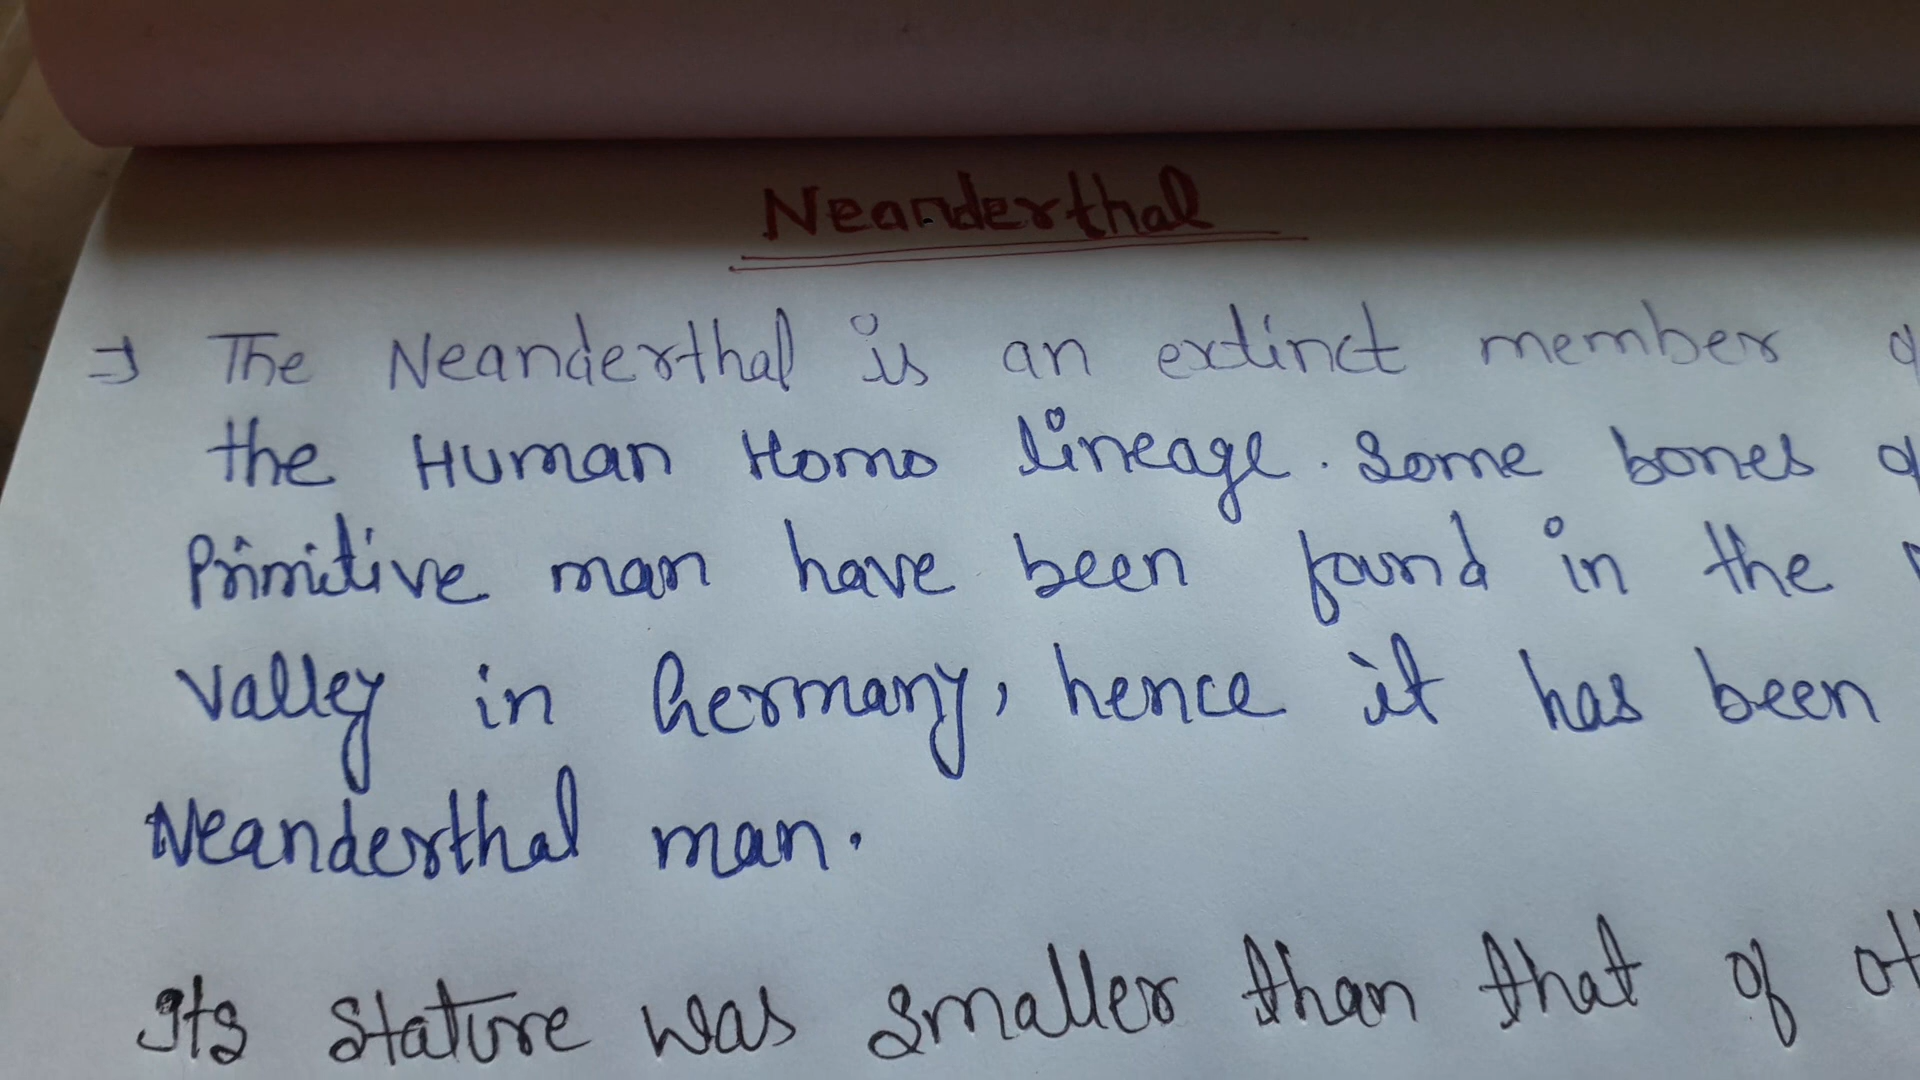 Neanderthal
⇒ The Neanderthal is an extinct member
the Human Homo lineage. Some bones
Primitive man have been found in the
Valley in Germany, hence it has been
Neanderthal man.
Its stature was smaller than that of